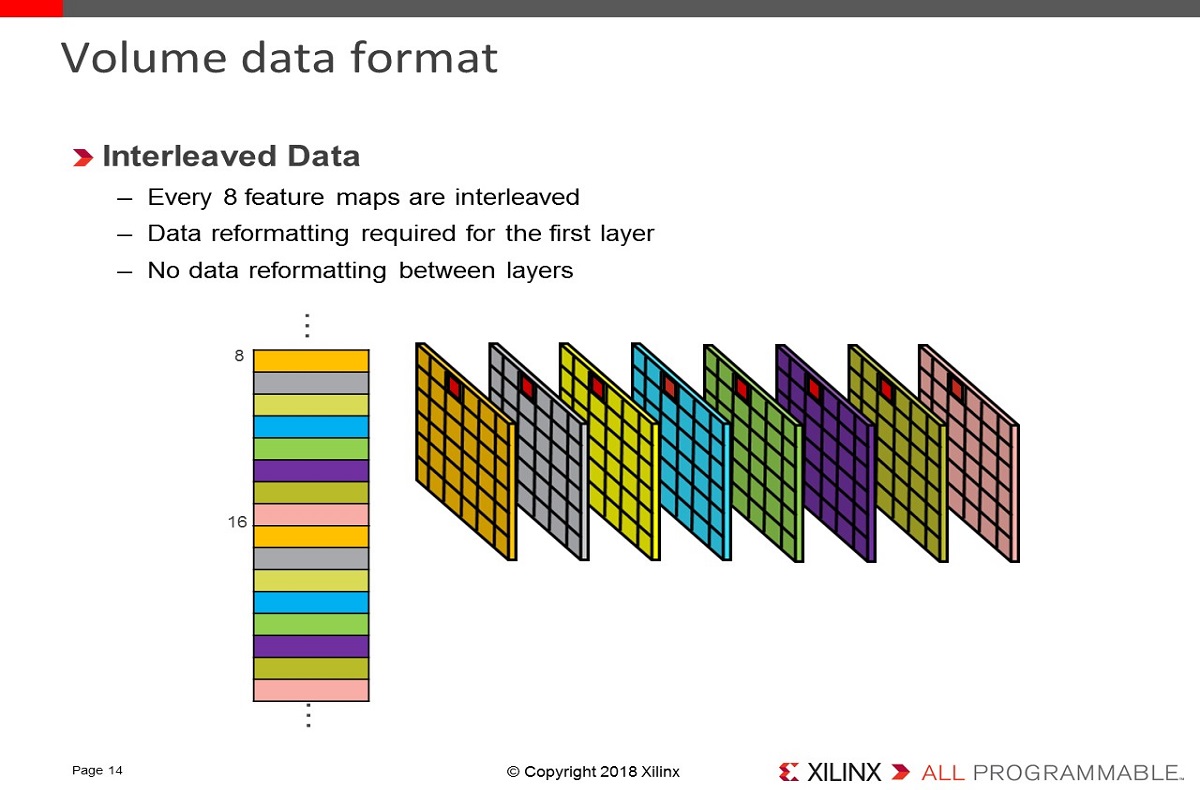 Volume data format
Interleaved Data
– Every 8 feature maps are interleaved
– Data reformatting required for the first layer
– No data reformatting between layers
8
16
Page 14
© Copyright 2018 Xilinx
XILINX ALL PROGRAMMABLE™